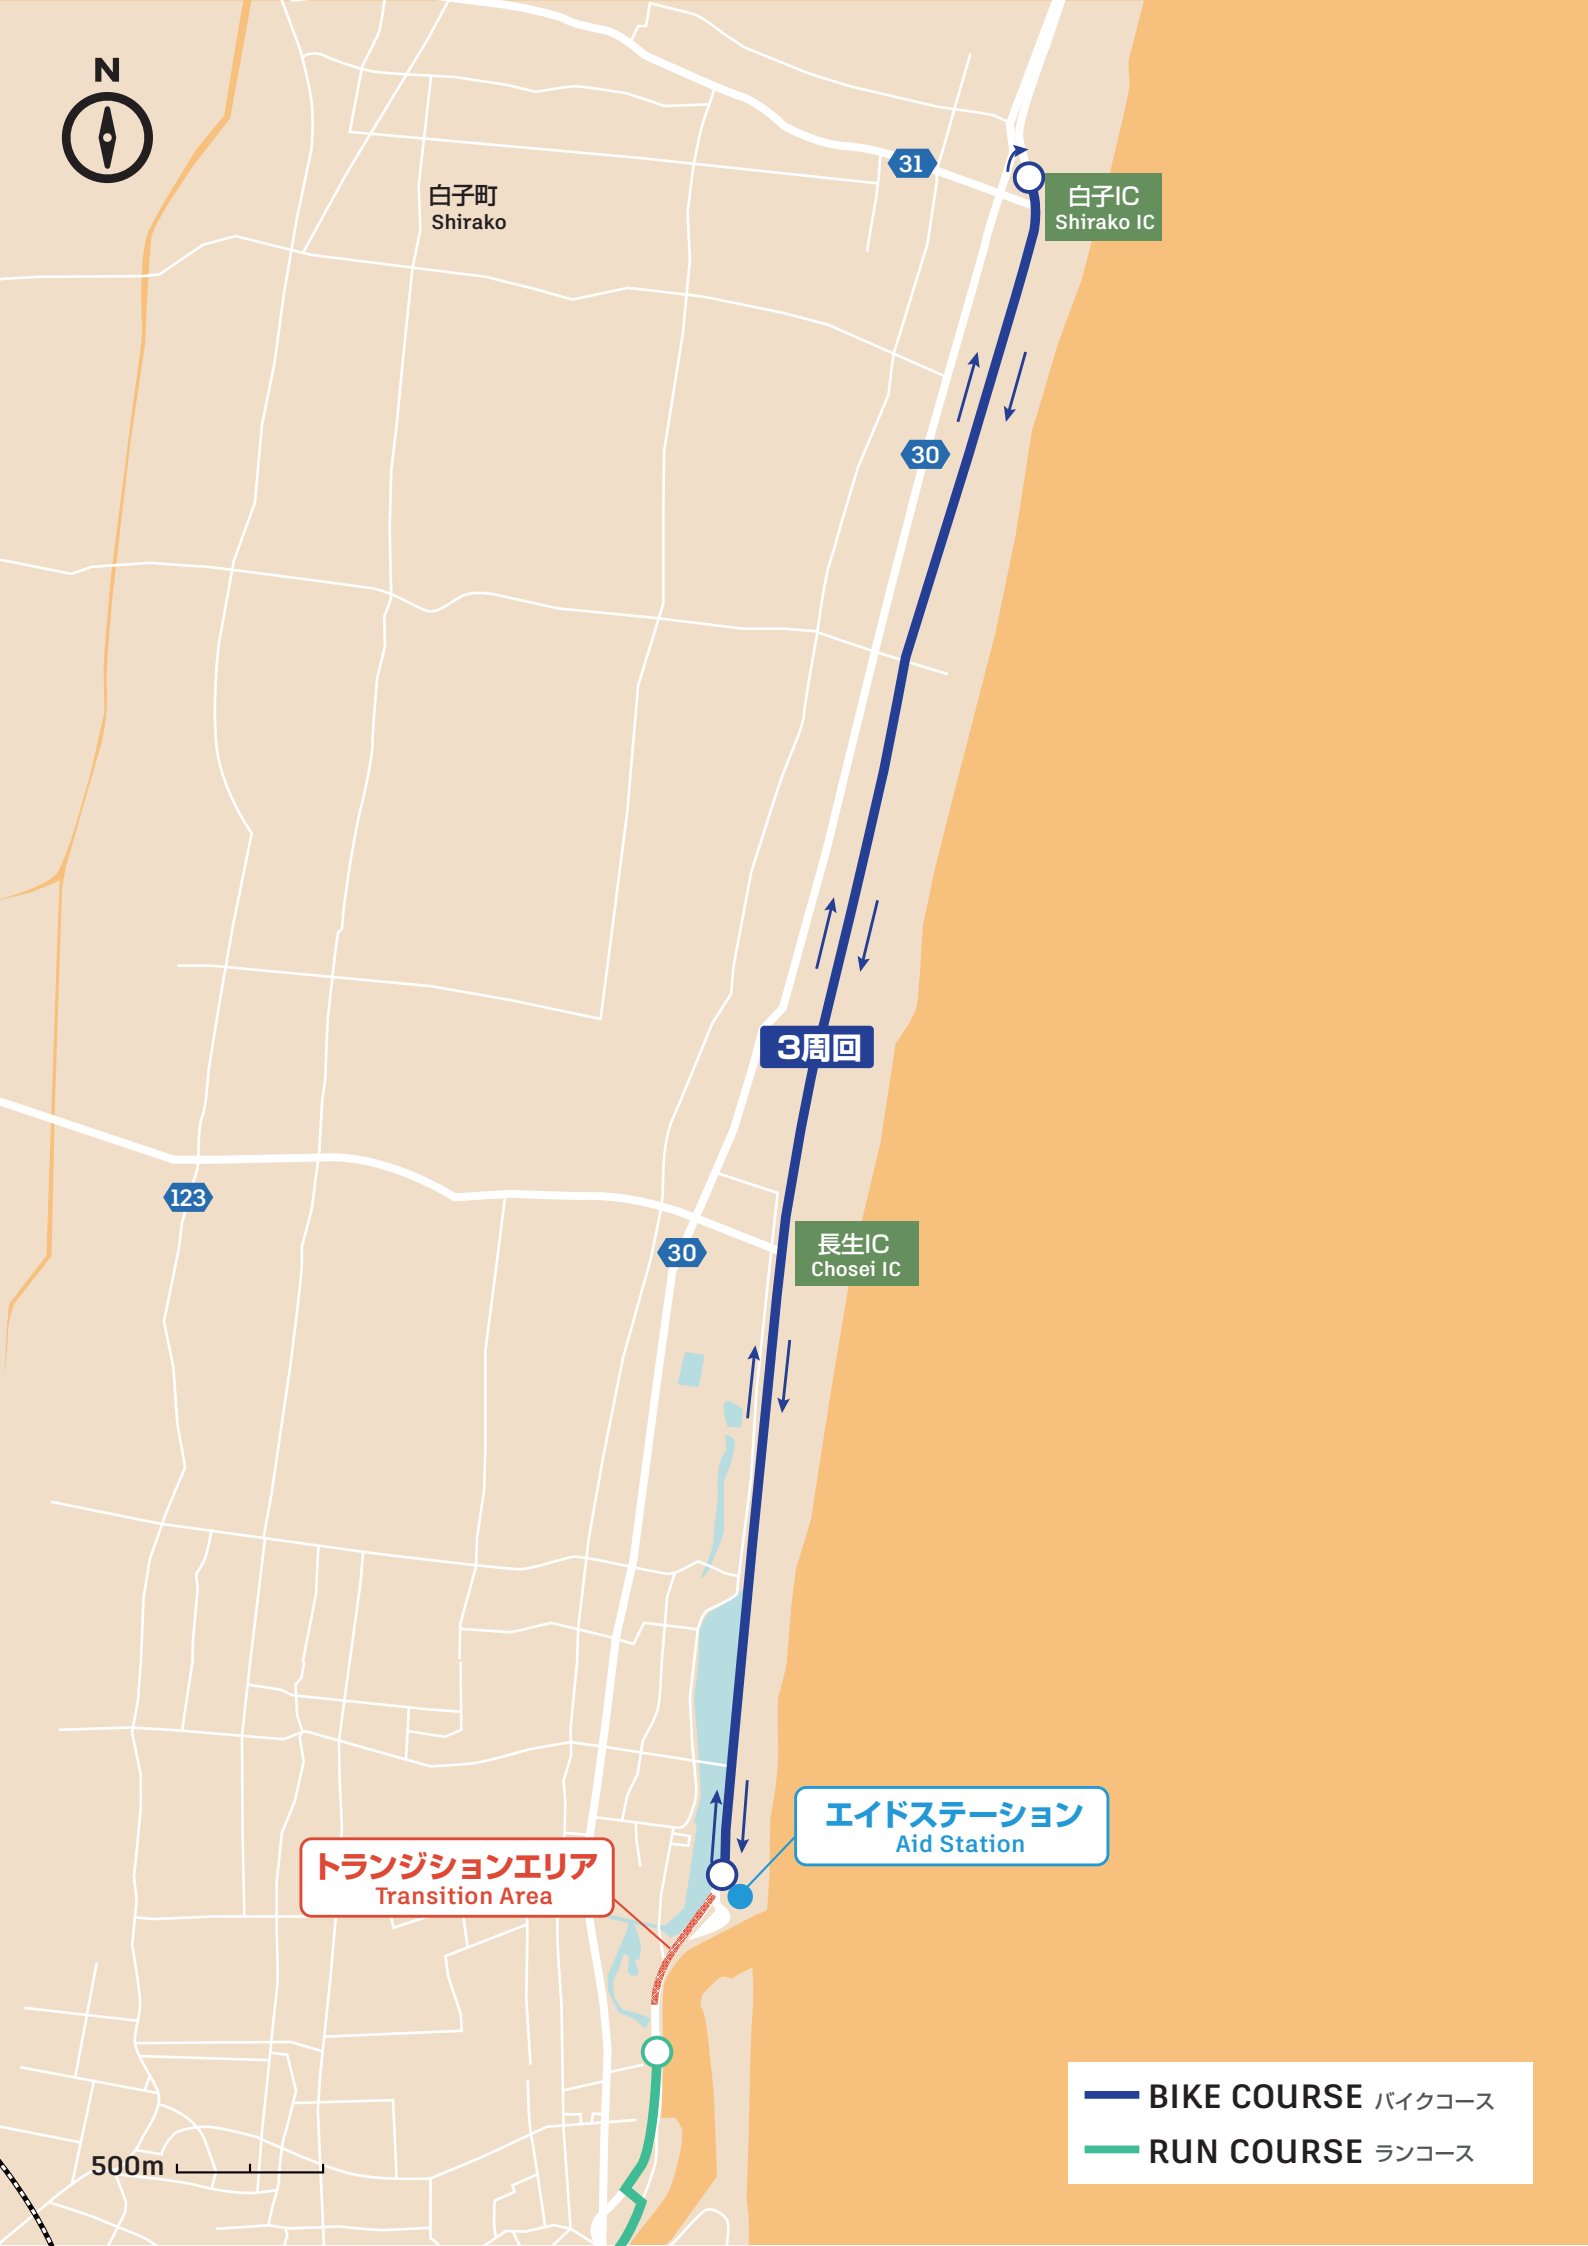 N
31
白子IC
Shirako IC
白子町
Shirako
30
3周回
123
30
長生IC
Chosei IC
エイドステーション
Aid Station
トランジションエリア
Transition Area
BIKE COURSE バイクコース
RUN COURSE ランコース
500m